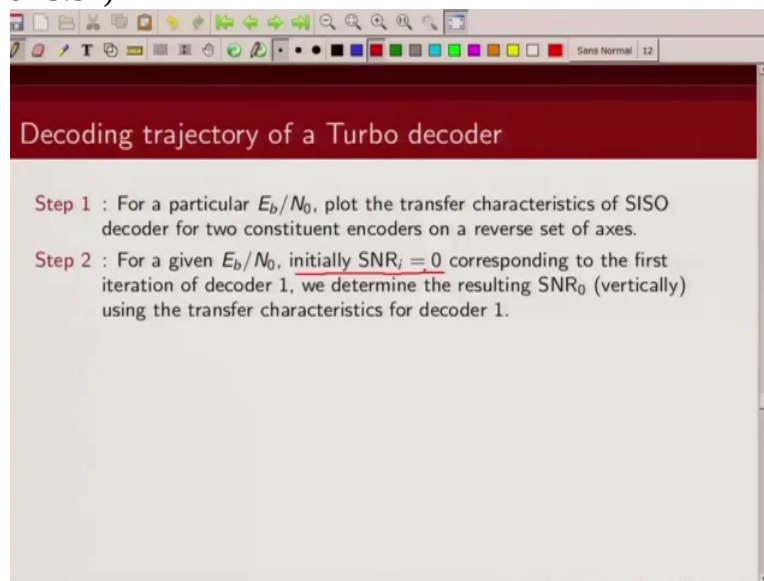 T Sans Normal 12
Decoding trajectory of a Turbo decoder
Step 1 : For a particular E_b/N_0, plot the transfer characteristics of SISO
decoder for two constituent encoders on a reverse set of axes.
Step 2 : For a given E_b/N_0, initially SNR_i = 0 corresponding to the first
iteration of decoder 1, we determine the resulting SNR_0 (vertically)
using the transfer characteristics for decoder 1.